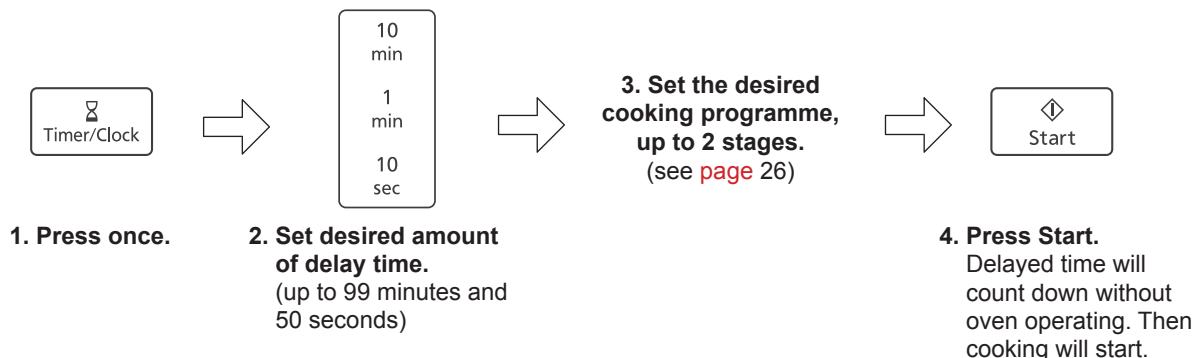 Timer/Clock
10
min
1
min
10
sec
3. Set the desired
cooking programme,
up to 2 stages.
(see page 26)
Start
1. Press once.
2. Set desired amount
of delay time.
(up to 99 minutes and
50 seconds)
4. Press Start.
Delayed time will
count down without
oven operating. Then
cooking will start.